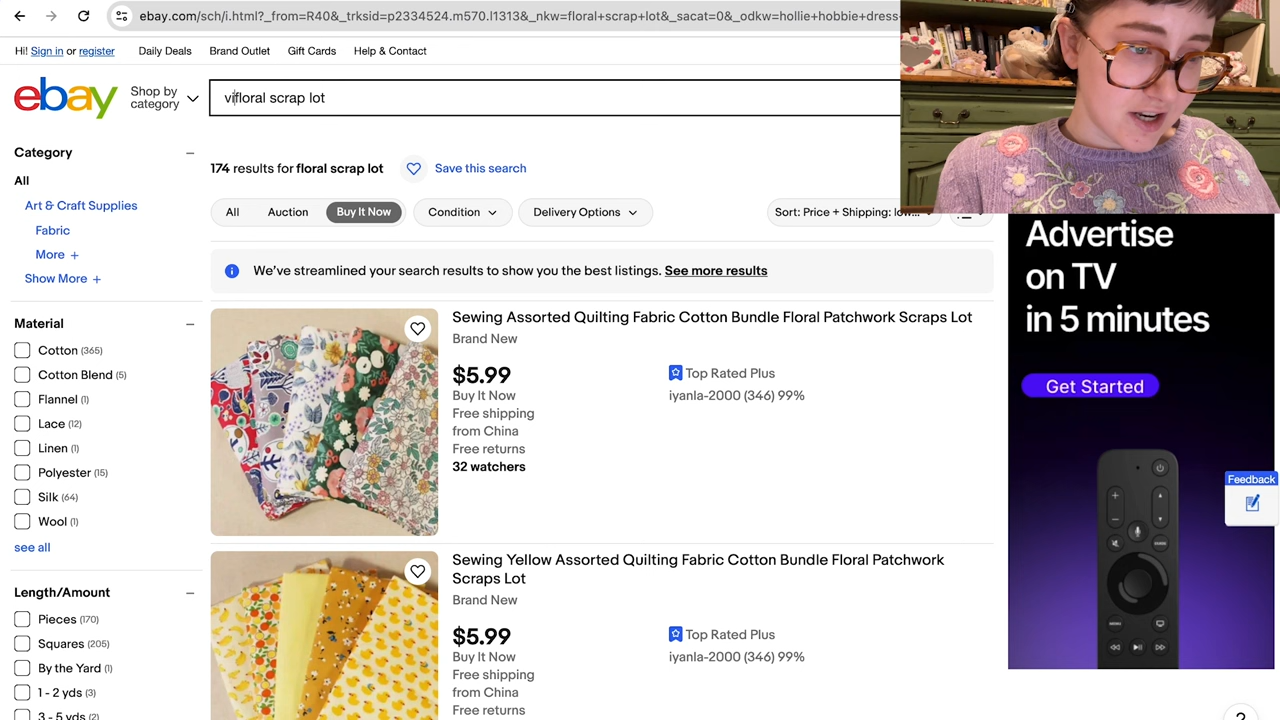 ebay.com/sch/i.html?_from=R40&_trksid=p2334524.m570.l1313&_nkw=floral+scrap+lot&_sacat=0&_odkw=hollie+hobbie+dress
Hi! Sign in or register
Daily Deals
Brand Outlet
Gift Cards
Help & Contact
ebay
Shop by
category
vifloral scrap lot
Category
All
Art & Craft Supplies
Fabric
More +
Show More +
Material
Cotton (365)
Cotton Blend (5)
Flannel (1)
Lace (12)
Linen (1)
Polyester (15)
Silk (64)
Wool (1)
see all
Length/Amount
Pieces (170)
Squares (205)
By the Yard (1)
1 - 2 yds (3)
3 - 5 yds (2)
174 results for floral scrap lot
Save this search
All
Auction
Buy It Now
Condition
Delivery Options
Sort: Price + Shipping: low...
We've streamlined your search results to show you the best listings. See more results
Sewing Assorted Quilting Fabric Cotton Bundle Floral Patchwork Scraps Lot
Brand New
$5.99
Buy It Now
Free shipping
from China
Free returns
32 watchers
Top Rated Plus
iyanla-2000 (346) 99%
Sewing Yellow Assorted Quilting Fabric Cotton Bundle Floral Patchwork
Scraps Lot
Brand New
$5.99
Buy It Now
Free shipping
from China
Free returns
Top Rated Plus
iyanla-2000 (346) 99%
Advertise
on TV
in 5 minutes
Get Started
MENU
Feedback
?